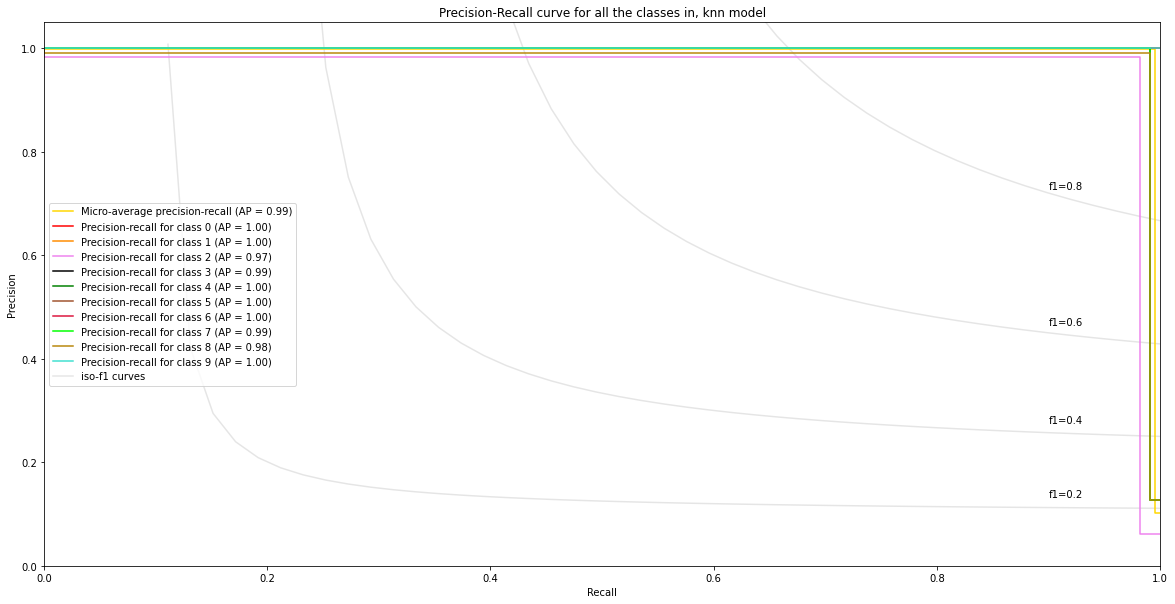 Precision-Recall curve for all the classes in, knn model
1.0
0.8
0.6
0.4
0.2
0.0
Precision
f1=0.8
f1=0.6
f1=0.4
f1=0.2
Micro-average precision-recall (AP = 0.99)
Precision-recall for class 0 (AP = 1.00)
Precision-recall for class 1 (AP = 1.00)
Precision-recall for class 2 (AP = 0.97)
Precision-recall for class 3 (AP = 0.99)
Precision-recall for class 4 (AP = 1.00)
Precision-recall for class 5 (AP = 1.00)
Precision-recall for class 6 (AP = 1.00)
Precision-recall for class 7 (AP = 0.99)
Precision-recall for class 8 (AP = 0.98)
Precision-recall for class 9 (AP = 1.00)
iso-f1 curves
0.0 0.2 0.4 0.6 0.8 1.0
Recall